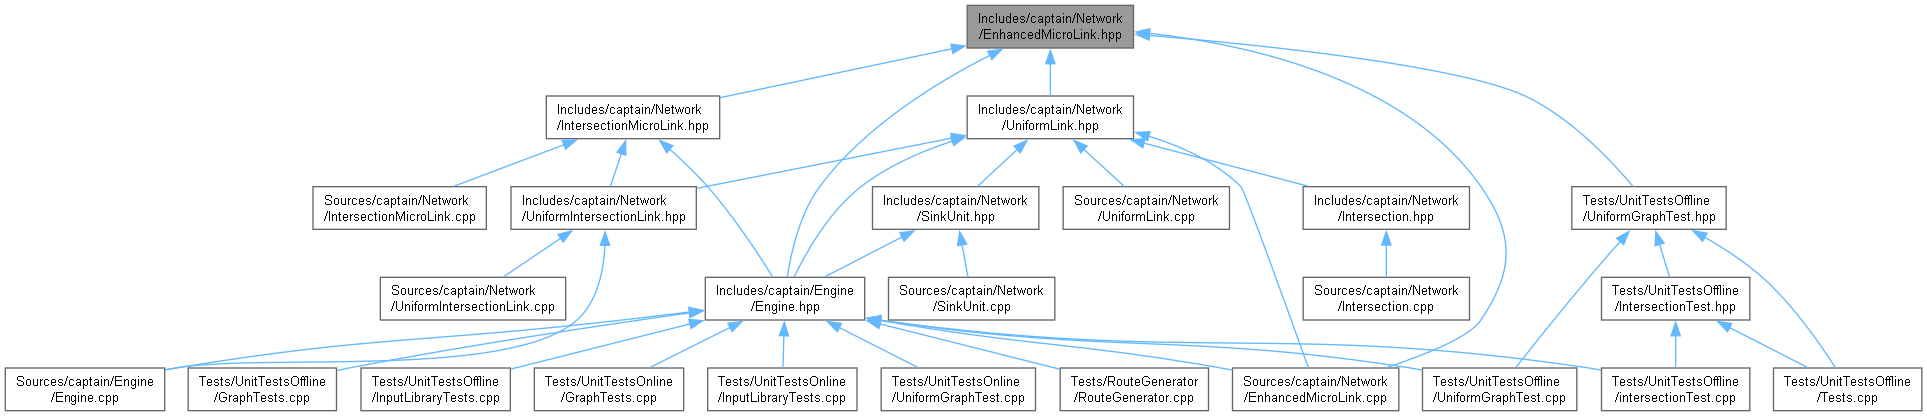 Includes/captain/Network
/EnhancedMicroLink.hpp
Includes/captain/Network
/IntersectionMicroLink.hpp
Includes/captain/Network
/UniformLink.hpp
Sources/captain/Network
/IntersectionMicroLink.cpp
Includes/captain/Network
/UniformIntersectionLink.hpp
Includes/captain/Network
/SinkUnit.hpp
Sources/captain/Network
/UniformLink.cpp
Includes/captain/Network
/Intersection.hpp
Tests/UnitTestsOffline
/UniformGraphTest.hpp
Sources/captain/Network
/UniformIntersectionLink.cpp
Includes/captain/Engine
/Engine.hpp
Sources/captain/Network
/SinkUnit.cpp
Sources/captain/Network
/Intersection.cpp
Tests/UnitTestsOffline
/IntersectionTest.hpp
Sources/captain/Engine
/Engine.cpp
Tests/UnitTestsOffline
/GraphTests.cpp
Tests/UnitTestsOffline
/InputLibraryTests.cpp
Tests/UnitTestsOnline
/GraphTests.cpp
Tests/UnitTestsOnline
/InputLibraryTests.cpp
Tests/UnitTestsOnline
/UniformGraphTest.cpp
Tests/RouteGenerator
/RouteGenerator.cpp
Sources/captain/Network
/EnhancedMicroLink.cpp
Tests/UnitTestsOffline
/UniformGraphTest.cpp
Tests/UnitTestsOffline
/intersectionTest.cpp
Tests/UnitTestsOffline
/Tests.cpp